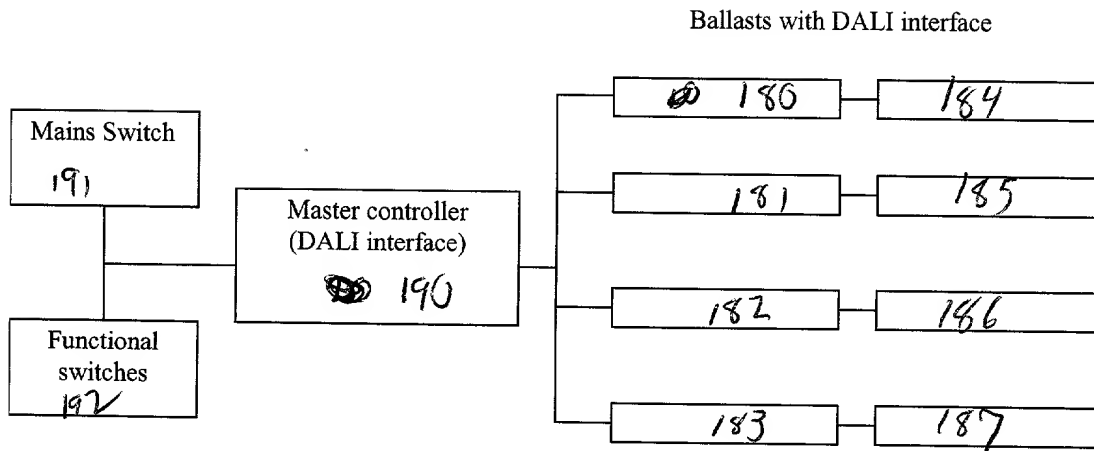 Ballasts with DALI interface
180
184
Mains Switch
191
181
185
Master controller
(DALI interface)
190
182
186
Functional
switches
192
183
187